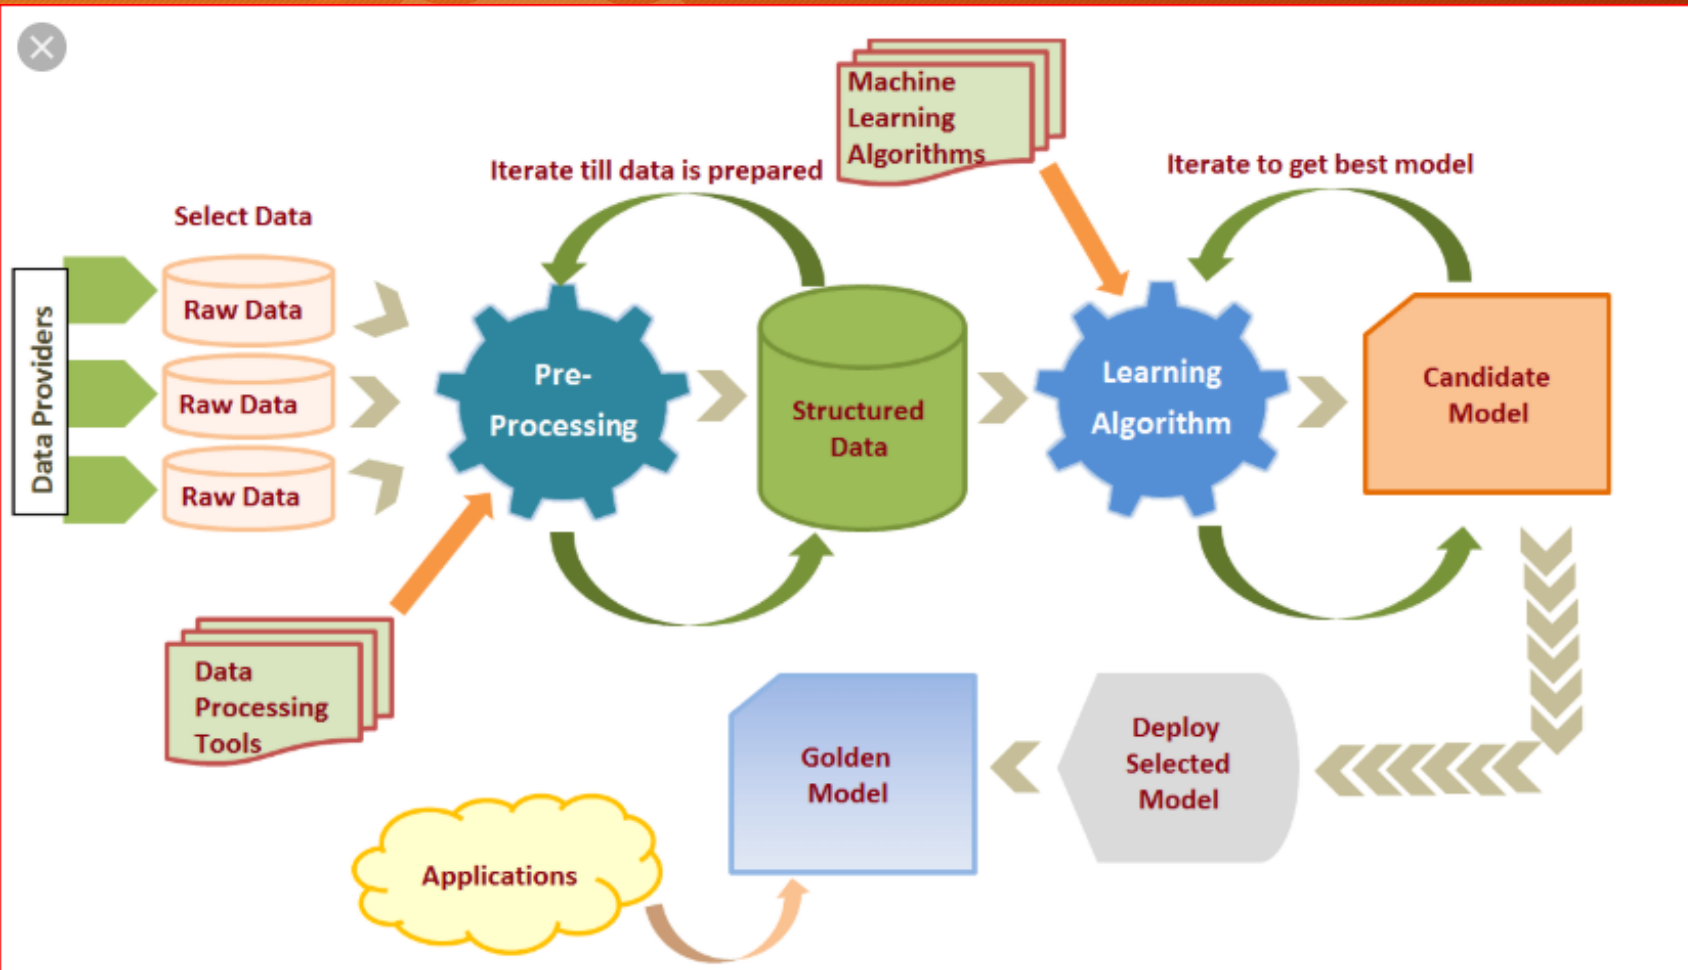 Machine
Learning
Algorithms
Iterate till data is prepared
Iterate to get best model
Select Data
Data Providers
Raw Data
Raw Data
Raw Data
Pre-
Processing
Structured
Data
Learning
Algorithm
Candidate
Model
Data
Processing
Tools
Golden
Model
Deploy
Selected
Model
Applications